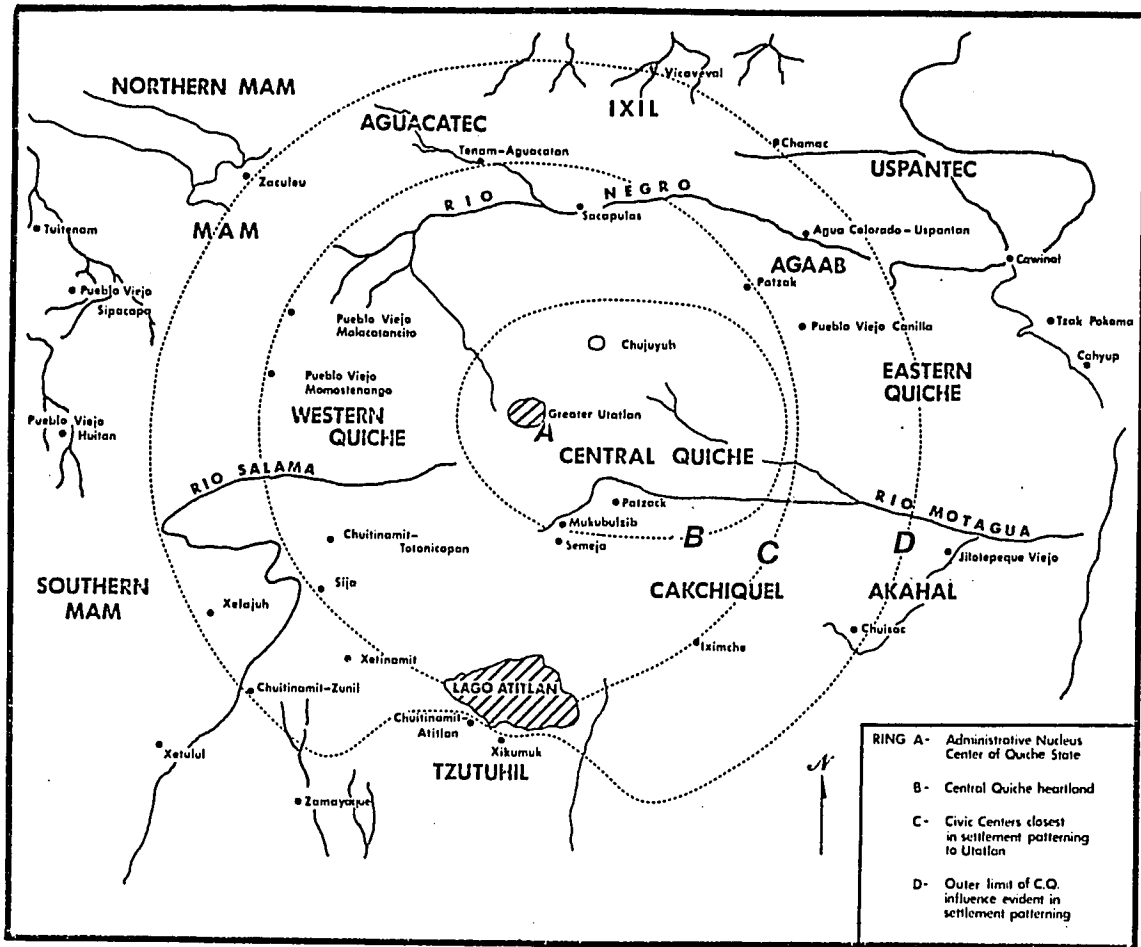 NORTHERN MAM
Vicaveval
IXIL
AGUACATEC
Tenam-Aguacatan
Chamac
USPANTEC
Zaculeu
RIO NEGRO
Sacapulas
MAM
Tuitenam
Agua Colorado-Uspantan
AGAAB
Cawinal
Patzak
Pueblo Viejo
Sipacapa
Pueblo Viejo
Malacatancito
Pueblo Viejo Canilla
Tzak Pokoma
Chujuyub
Cahyup
Pueblo Viejo
Momostenango
EASTERN
QUICHE
WESTERN
QUICHE
Greater Utatlan
A
Pueblo Viejo
Huitan
CENTRAL QUICHE
RIO SALAMA
Patzack
RIO MOTAGUA
Mukubulsib
Semeja
B
C
D
Chuitinamit-
Totonicopan
Jilotepeque Viejo
SOUTHERN
MAM
Sija
CAKCHIQUEL
AKAHAL
Xelajuh
Chuisac
Iximche
Xetinamit
LAGO ATITLAN
Chuitinamit-Zunil
Chuitinamit-
Atitlan
Xikumuk
Xetulul
TZUTUHIL
Zamayaque
N
RING A- Administrative Nucleus
Center of Quiche State
B- Central Quiche heartland
C- Civic Centers closest
in settlement patterning
to Utatlan
D- Outer limit of C.Q.
influence evident in
settlement patterning